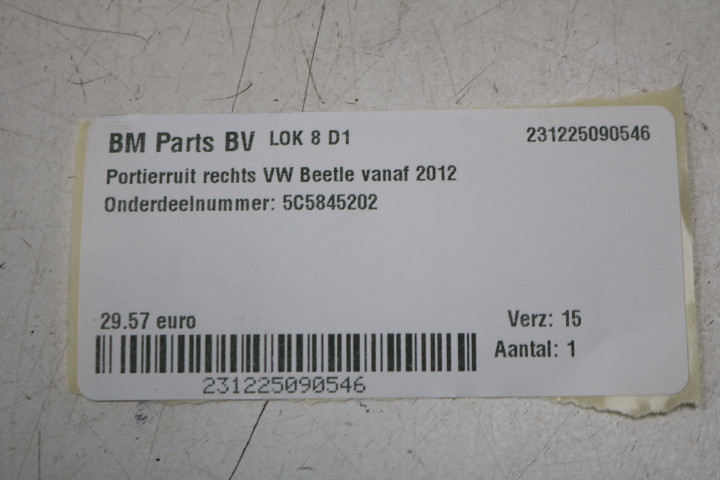 BM Parts BV LOK 8 D1 231225090546
Portierruit rechts VW Beetle vanaf 2012
Onderdeelnummer: 5C5845202
29.57 euro Verz: 15
Aantal: 1
231225090546